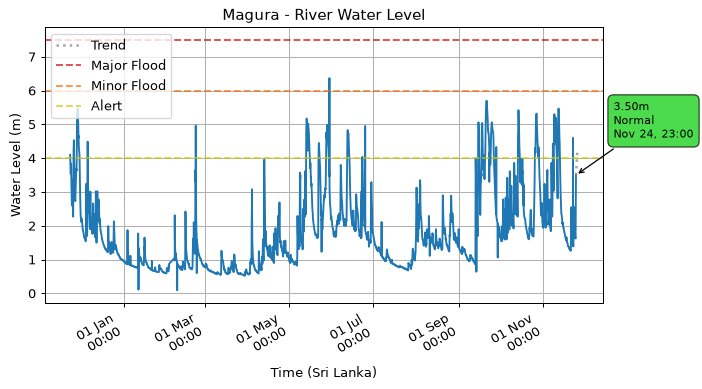 Magura - River Water Level
Trend
Major Flood
Minor Flood
Alert
3.50m
Normal
Nov 24, 23:00
Water Level (m)
7
6
5
4
3
2
1
0
01 Jan
00:00
01 Mar
00:00
01 May
00:00
01 Jul
00:00
01 Sep
00:00
01 Nov
00:00
Time (Sri Lanka)